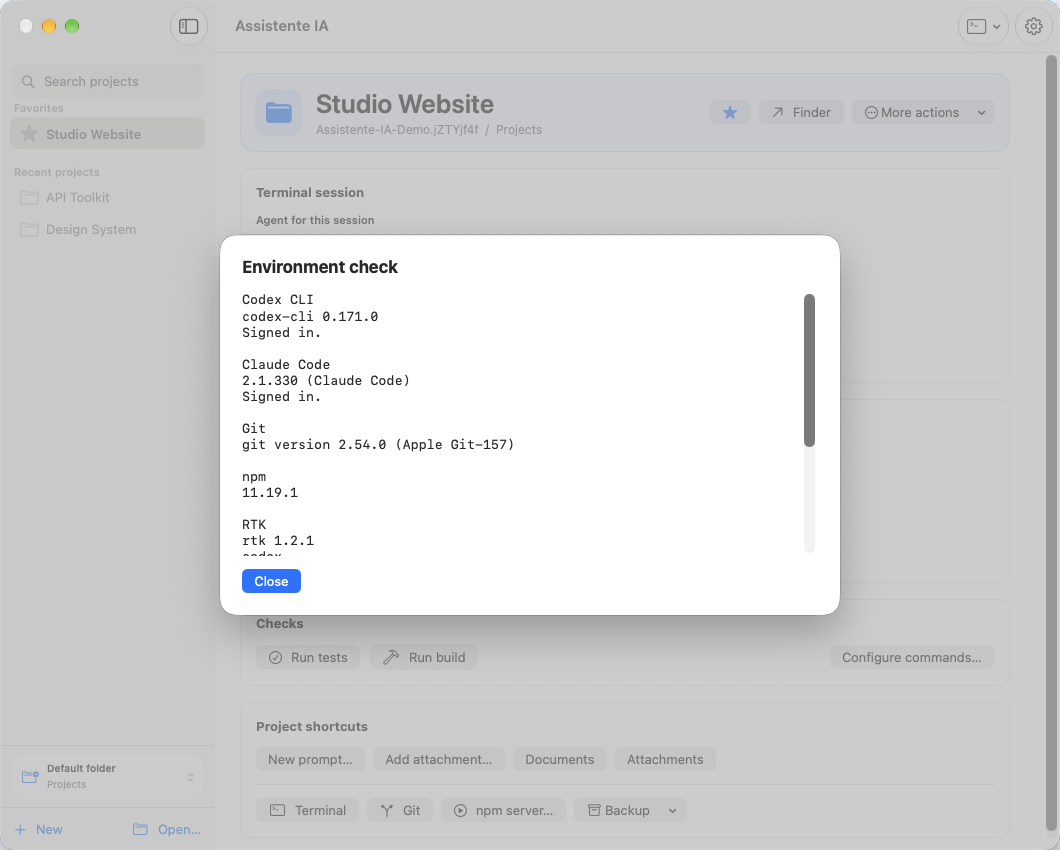 Assistente IA
Search projects
Favorites
Studio Website
Recent projects
API Toolkit
Design System
Default folder
Projects
New
Open...
Studio Website
Assistente-IA-Demo.jZTYjf4f / Projects
Finder
More actions
Terminal session
Agent for this session
Environment check
Codex CLI
codex-cli 0.171.0
Signed in.
Claude Code
2.1.330 (Claude Code)
Signed in.
Git
git version 2.54.0 (Apple Git-157)
npm
11.19.1
RTK
rtk 1.2.1
Close
Checks
Run tests
Run build
Configure commands...
Project shortcuts
New prompt...
Add attachment...
Documents
Attachments
Terminal
Git
npm server...
Backup